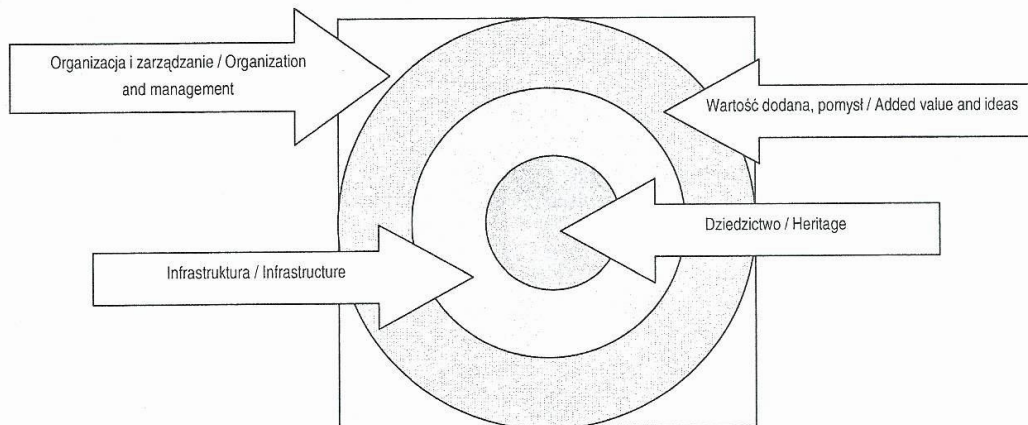 Organizacja i zarządzanie / Organization
and management
Wartość dodana, pomysł / Added value and ideas
Dziedzictwo / Heritage
Infrastruktura / Infrastructure